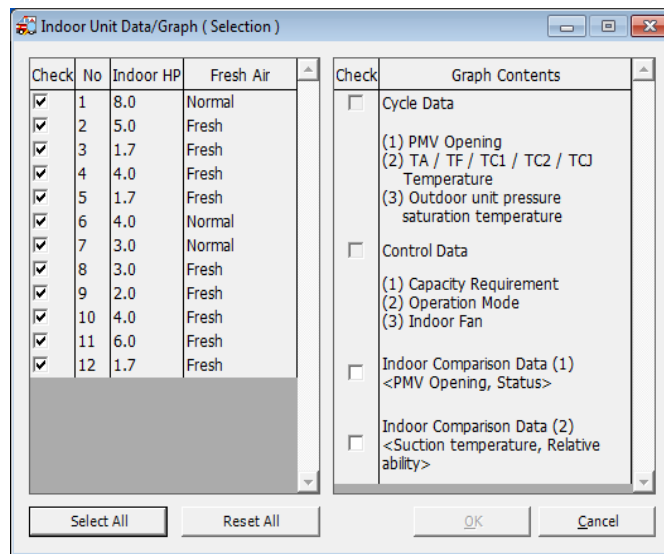 Indoor Unit Data/Graph ( Selection )
Check No Indoor HP Fresh Air
1 8.0 Normal
2 5.0 Fresh
3 1.7 Fresh
4 4.0 Fresh
5 1.7 Fresh
6 4.0 Normal
7 3.0 Normal
8 3.0 Fresh
9 2.0 Fresh
10 4.0 Fresh
11 6.0 Fresh
12 1.7 Fresh
Select All
Reset All
Check Graph Contents
Cycle Data
(1) PMV Opening
(2) TA / TF / TC1 / TC2 / TCJ
Temperature
(3) Outdoor unit pressure
saturation temperature
Control Data
(1) Capacity Requirement
(2) Operation Mode
(3) Indoor Fan
Indoor Comparison Data (1)
<PMV Opening, Status>
Indoor Comparison Data (2)
<Suction temperature, Relative
ability>
OK
Cancel